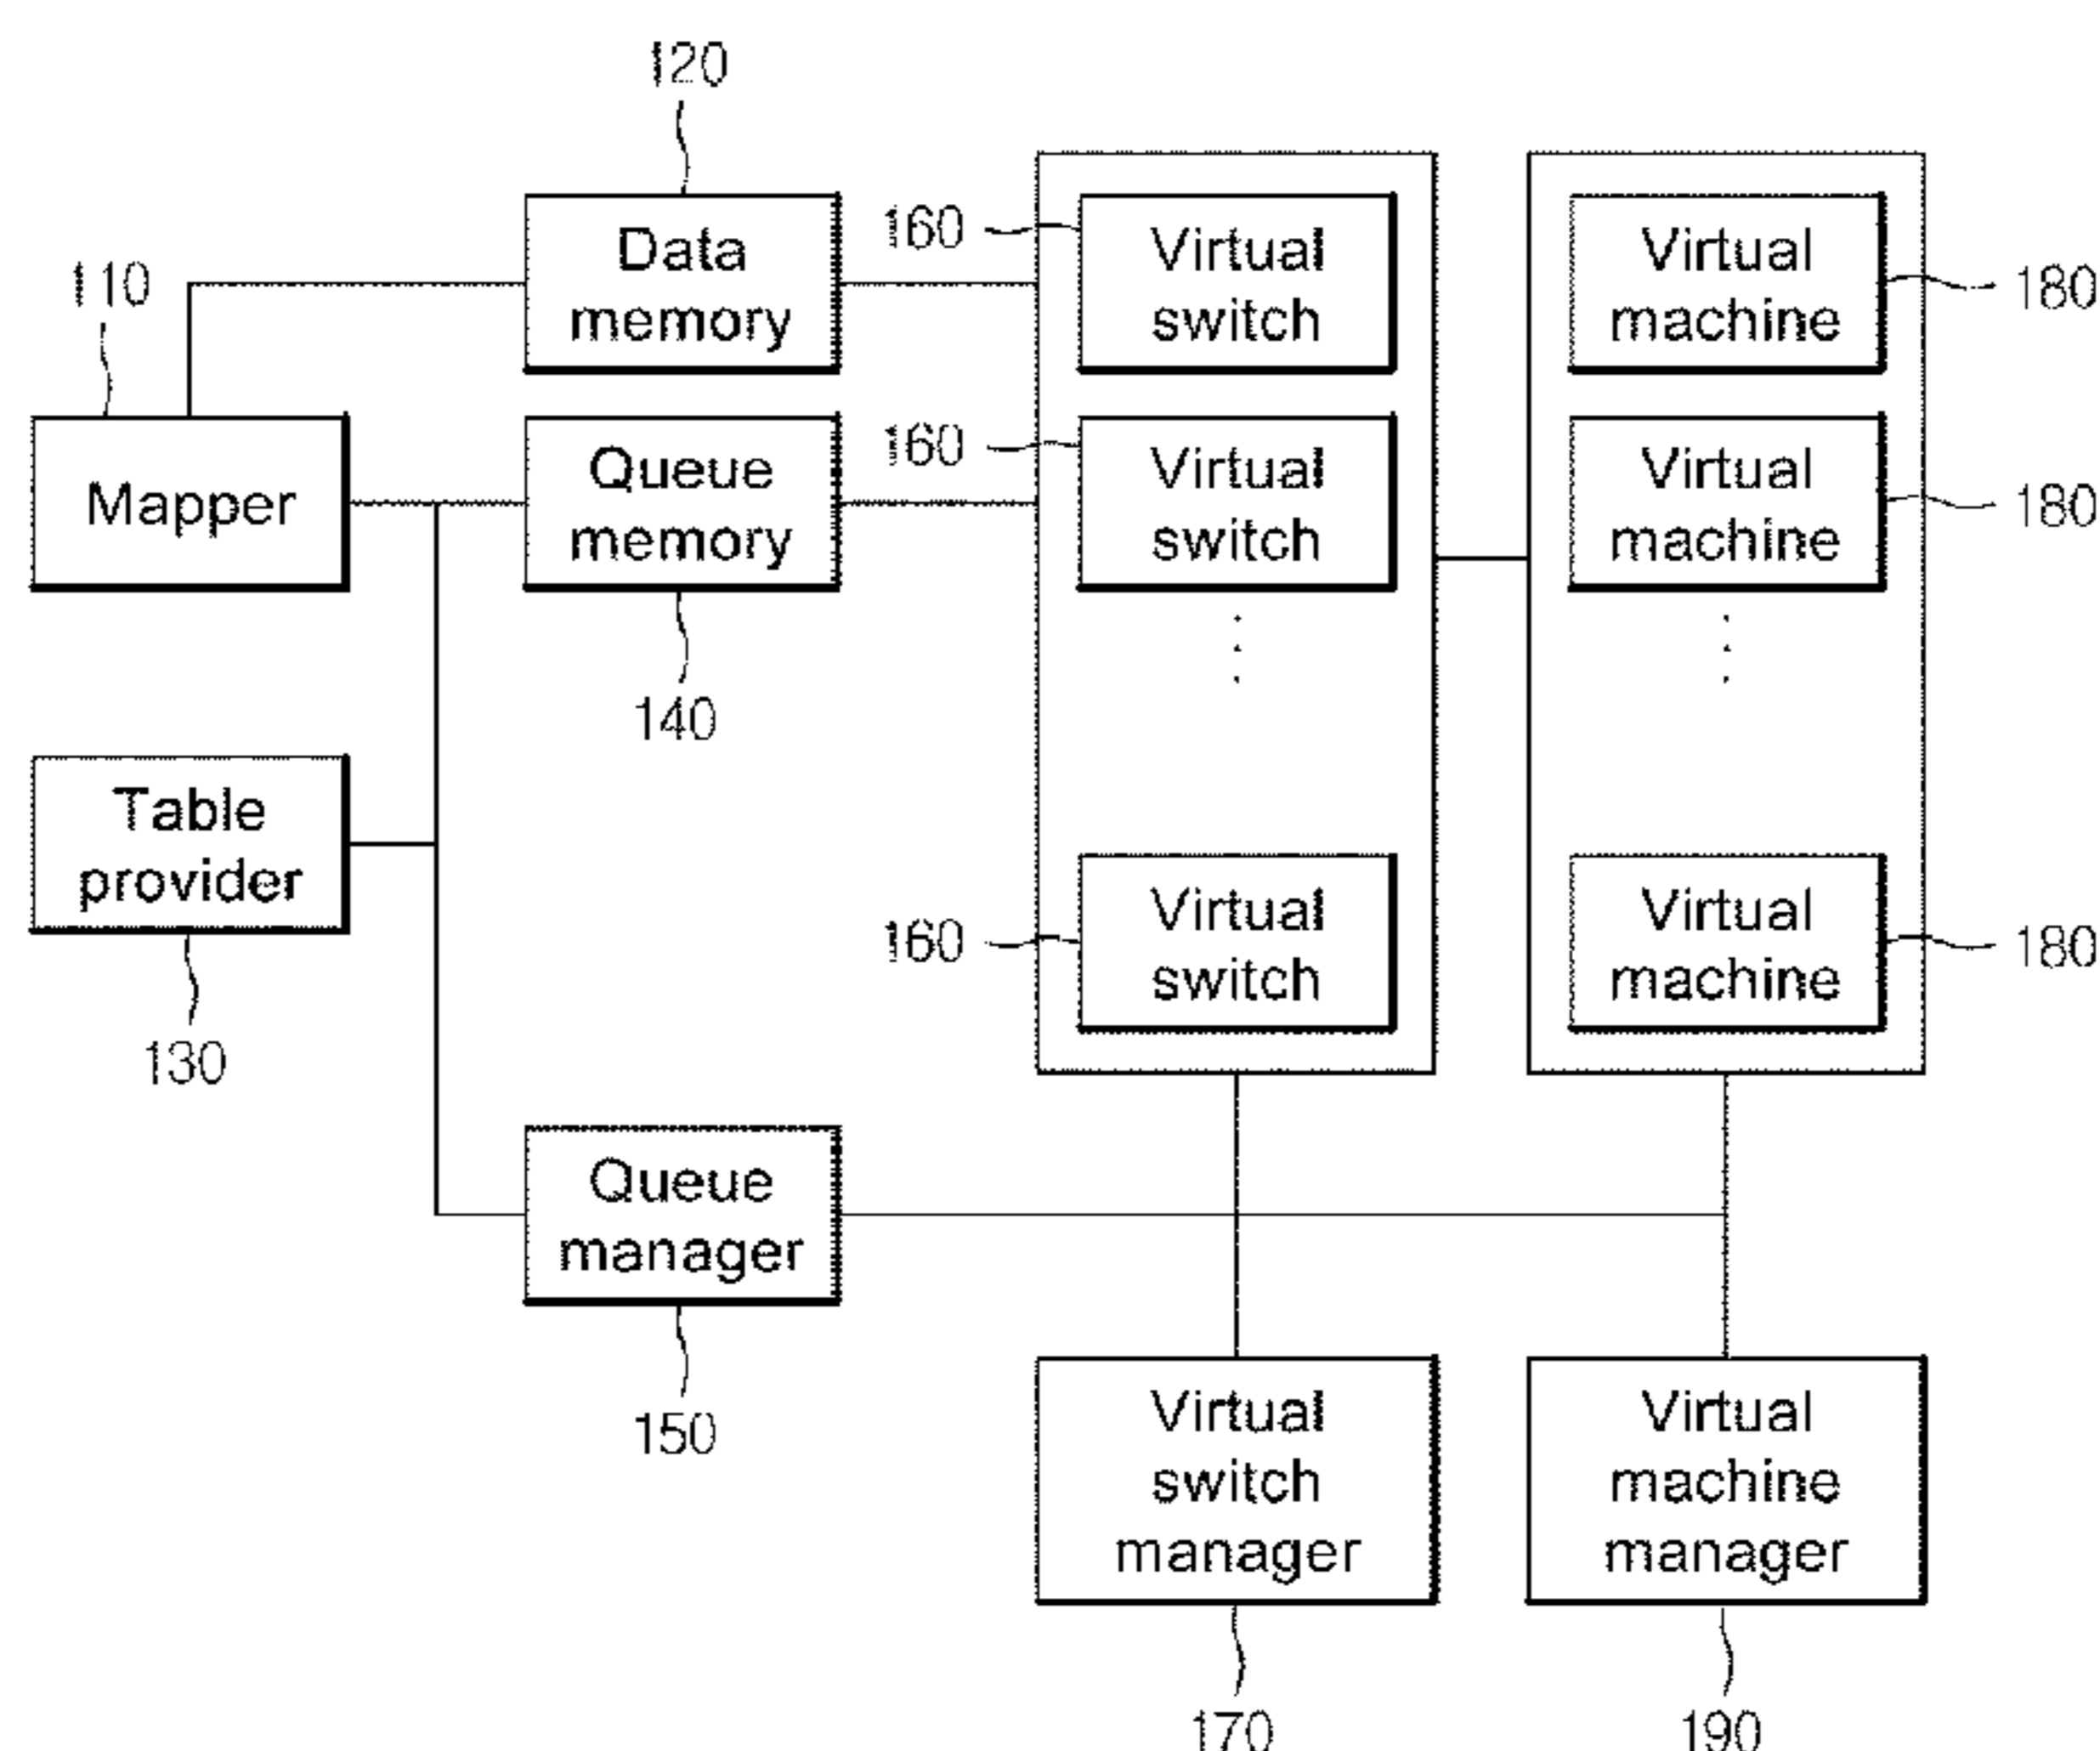 120
Data
memory
160
Virtual
switch
Virtual
machine
180
110
Mapper
Queue
memory
140
160
Virtual
switch
Virtual
machine
180
Table
provider
130
160
Virtual
switch
Virtual
machine
180
Queue
manager
150
Virtual
switch
manager
170
Virtual
machine
manager
190